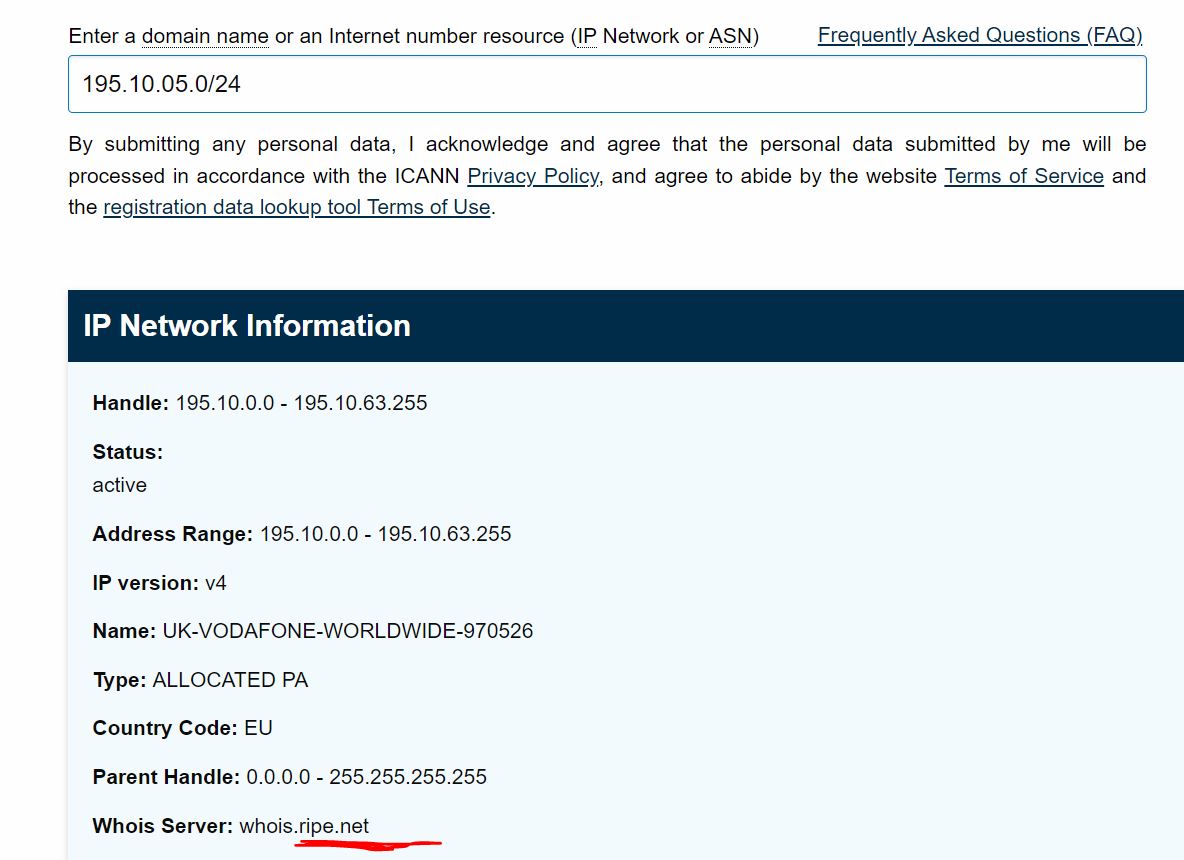 Enter a domain name or an Internet number resource (IP Network or ASN) Frequently Asked Questions (FAQ)
195.10.05.0/24
By submitting any personal data, I acknowledge and agree that the personal data submitted by me will be
processed in accordance with the ICANN Privacy Policy, and agree to abide by the website Terms of Service and
the registration data lookup tool Terms of Use.
IP Network Information
Handle: 195.10.0.0 - 195.10.63.255
Status:
active
Address Range: 195.10.0.0 - 195.10.63.255
IP version: v4
Name: UK-VODAFONE-WORLDWIDE-970526
Type: ALLOCATED PA
Country Code: EU
Parent Handle: 0.0.0.0 - 255.255.255.255
Whois Server: whois.ripe.net